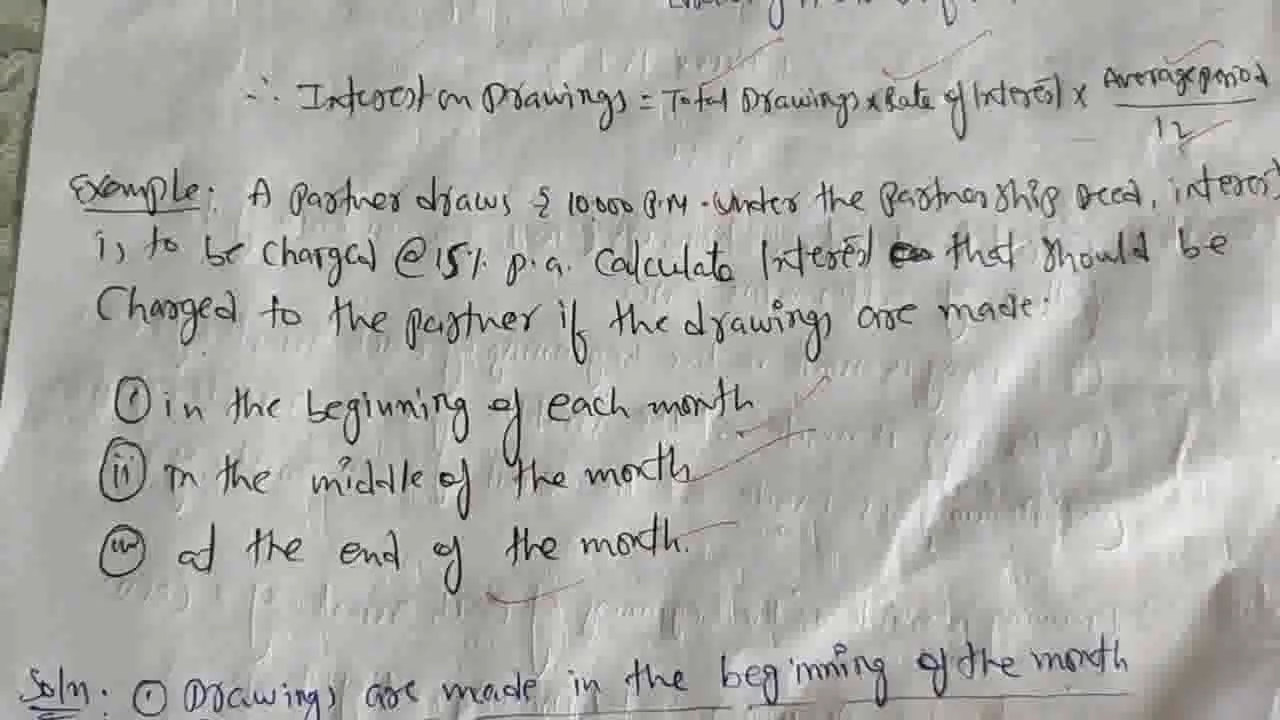 ∴ Interest on Drawings = Total Drawings x Rate of Interest x Average period / 12
Example: A partner draws ₹ 10,000 P.M. Under the partnership Deed, interest
is to be charged @ 15% p.a. Calculate Interest that should be
Charged to the partner if the drawings are made:
(i) in the beginning of each month
(ii) in the middle of the month
(iii) at the end of the month.
Soln: (i) Drawings are made in the beginning of the month